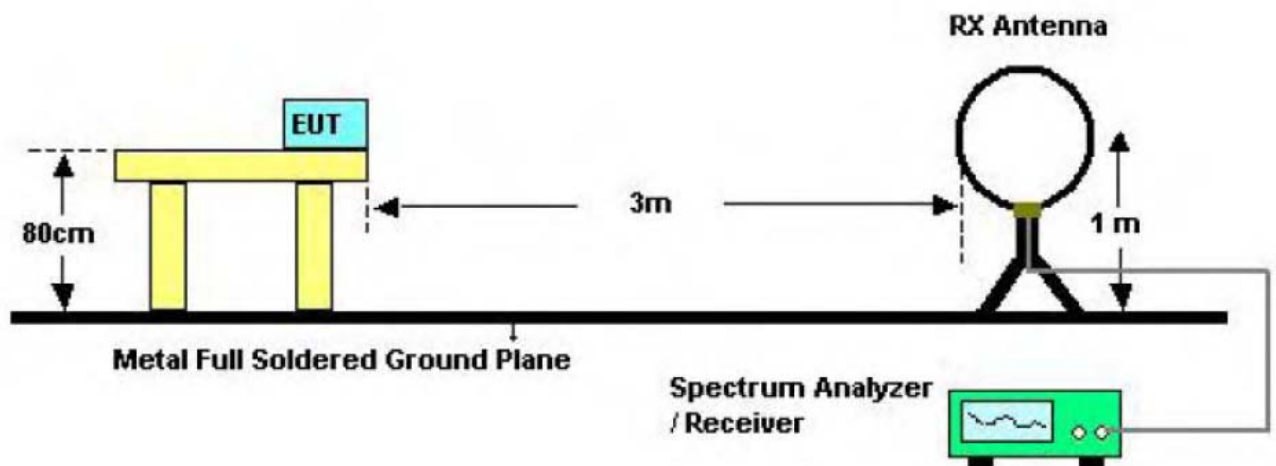 RX Antenna
EUT
80cm
3m
1 m
Metal Full Soldered Ground Plane
Spectrum Analyzer
/ Receiver